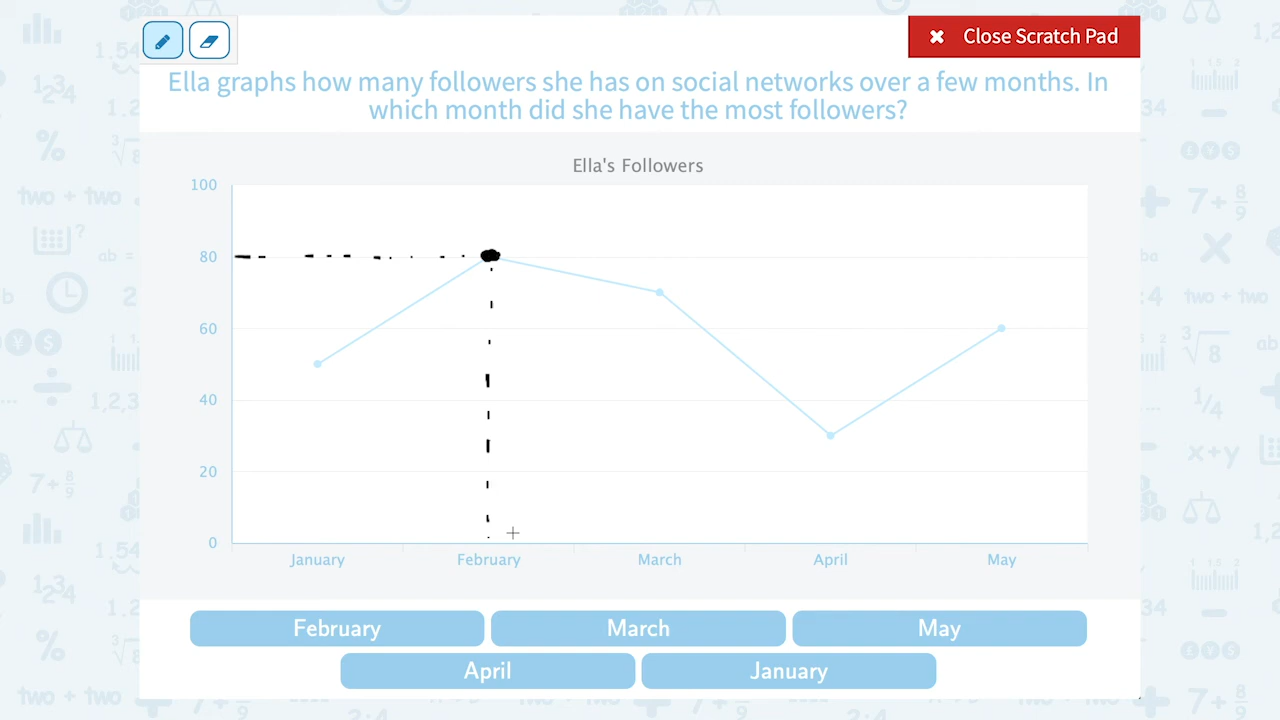 Close Scratch Pad
Ella graphs how many followers she has on social networks over a few months. In
which month did she have the most followers?
Ella's Followers
100
80
60
40
20
0
January February March April May
February March May
April January